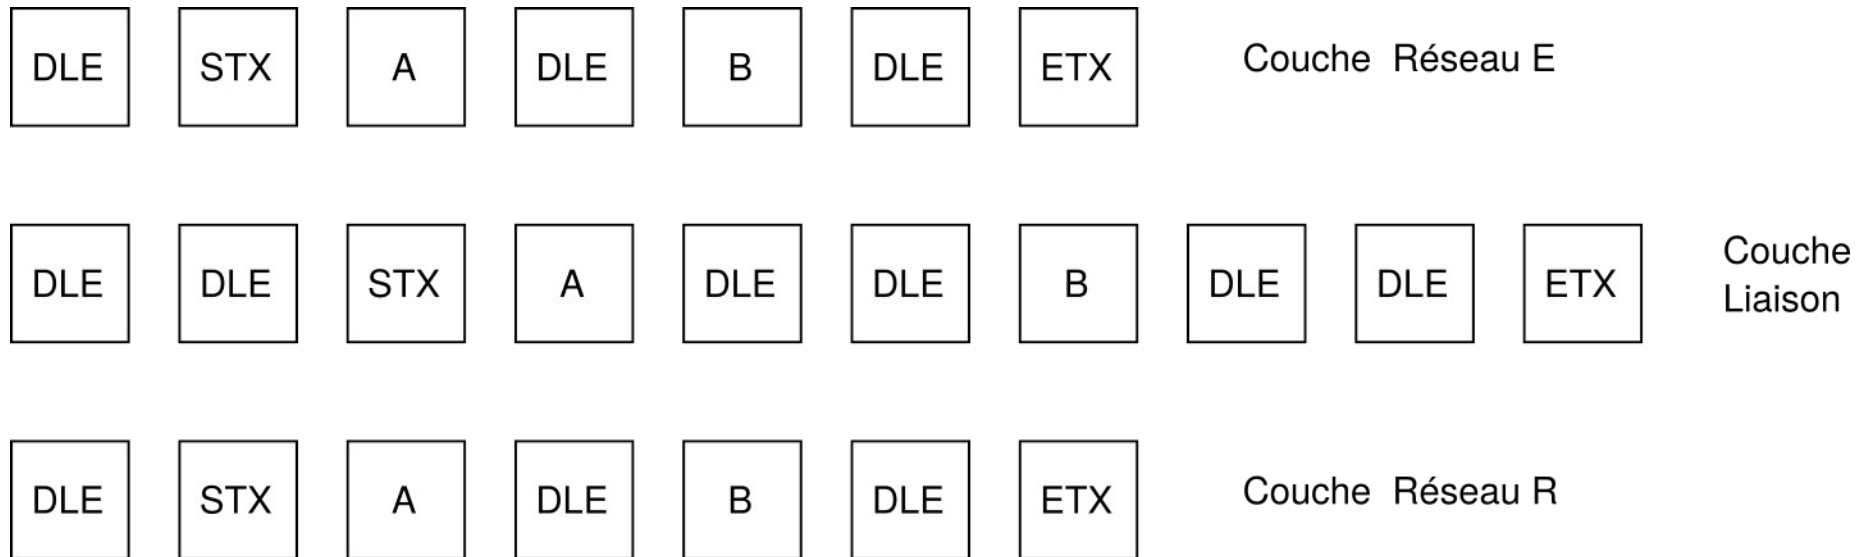 DLE STX A DLE B DLE ETX Couche Réseau E
DLE DLE STX A DLE DLE B DLE DLE ETX Couche
Liaison
DLE STX A DLE B DLE ETX Couche Réseau R